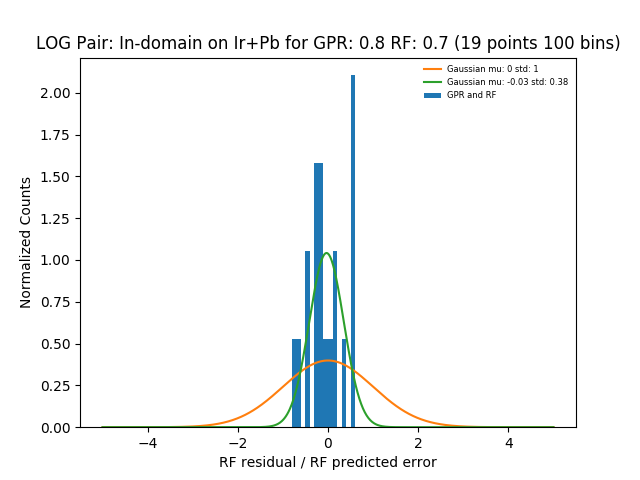 LOG Pair: In-domain on Ir+Pb for GPR: 0.8 RF: 0.7 (19 points 100 bins)
Gaussian mu: 0 std: 1
Gaussian mu: -0.03 std: 0.38
GPR and RF
Normalized Counts
2.00
1.75
1.50
1.25
1.00
0.75
0.50
0.25
0.00
−4
−2
0
2
4
RF residual / RF predicted error